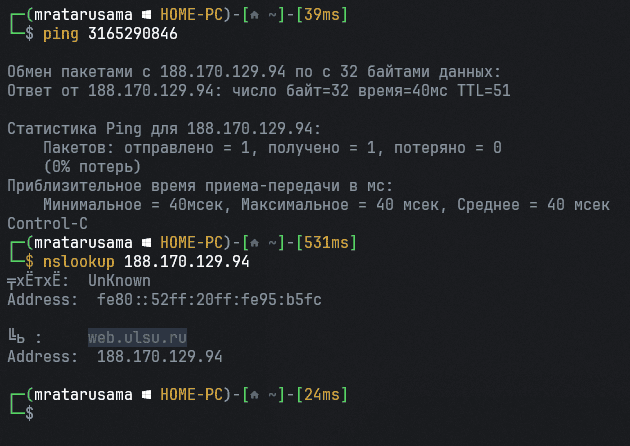 (mratarusama HOME-PC)-[ ~]-[39ms]
$ ping 3165290846
Обмен пакетами с 188.170.129.94 по с 32 байтами данных:
Ответ от 188.170.129.94: число байт=32 время=40мс TTL=51
Статистика Ping для 188.170.129.94:
Пакетов: отправлено = 1, получено = 1, потеряно = 0
(0% потерь)
Приблизительное время приема-передачи в мс:
Минимальное = 40мсек, Максимальное = 40 мсек, Среднее = 40 мсек
Control-C
(mratarusama HOME-PC)-[ ~]-[531ms]
$ nslookup 188.170.129.94
╤хЁтхЁ: UnKnown
Address: fe80::52ff:20ff:fe95:b5fc
╚ь : web.ulsu.ru
Address: 188.170.129.94
(mratarusama HOME-PC)-[ ~]-[24ms]
$